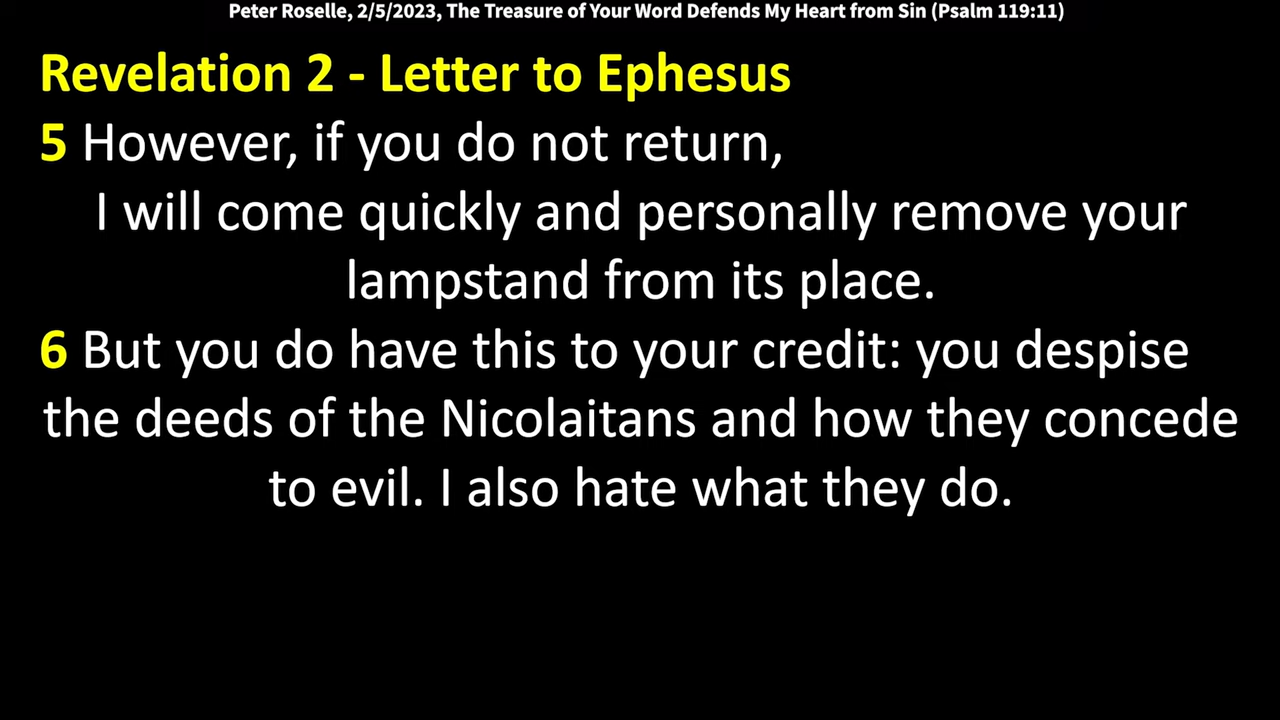 Peter Roselle, 2/5/2023, The Treasure of Your Word Defends My Heart from Sin (Psalm 119:11)
Revelation 2 - Letter to Ephesus
5 However, if you do not return,
I will come quickly and personally remove your
lampstand from its place.
6 But you do have this to your credit: you despise
the deeds of the Nicolaitans and how they concede
to evil. I also hate what they do.